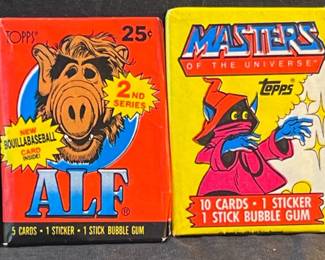 TOPPS
25¢
2ND
SERIES
NEW
BOUILLABASEBALL
CARD
INSIDE!
ALF®
5 CARDS • 1 STICKER • 1 STICK BUBBLE GUM
MASTERS
OF THE UNIVERSE™
Topps
10 CARDS • 1 STICKER
1 STICK BUBBLE GUM